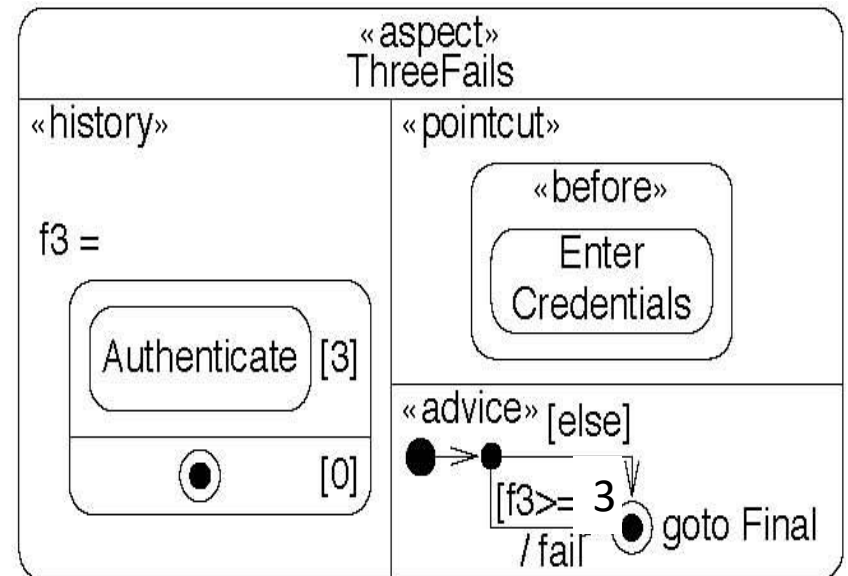 «aspect»
ThreeFails
«history»
f3 =
Authenticate [3]
[0]
«pointcut»
«before»
Enter
Credentials
«advice» [else]
[f3>= 3
/ fail
goto Final